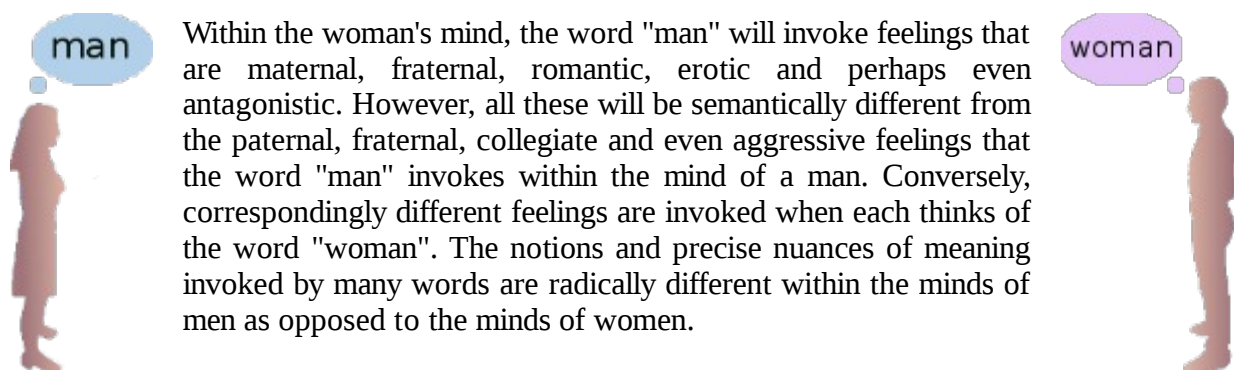 man
Within the woman's mind, the word "man" will invoke feelings that
are maternal, fraternal, romantic, erotic and perhaps even
antagonistic. However, all these will be semantically different from
the paternal, fraternal, collegiate and even aggressive feelings that
the word "man" invokes within the mind of a man. Conversely,
correspondingly different feelings are invoked when each thinks of
the word "woman". The notions and precise nuances of meaning
invoked by many words are radically different within the minds of
men as opposed to the minds of women.
woman